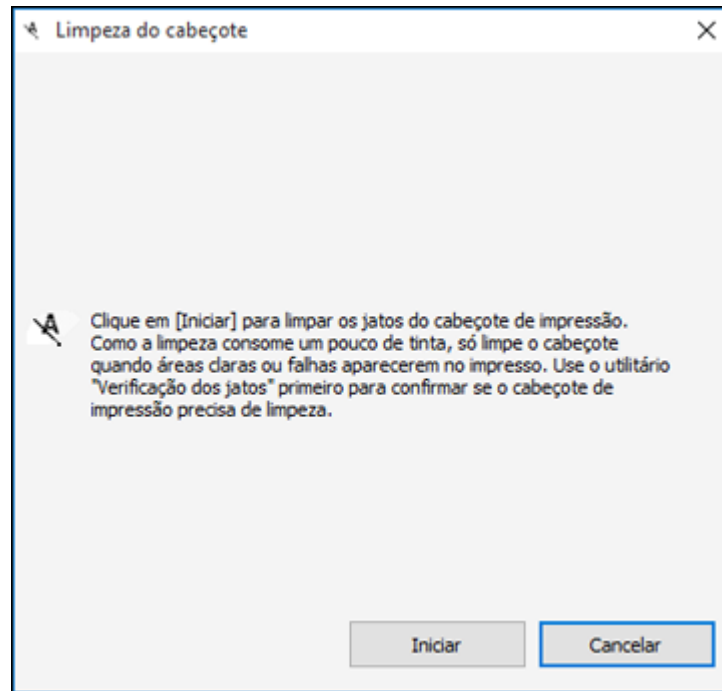 Limpeza do cabeçote
Clique em [Iniciar] para limpar os jatos do cabeçote de impressão.
Como a limpeza consome um pouco de tinta, só limpe o cabeçote
quando áreas claras ou falhas aparecerem no impresso. Use o utilitário
"Verificação dos jatos" primeiro para confirmar se o cabeçote de
impressão precisa de limpeza.
Iniciar
Cancelar